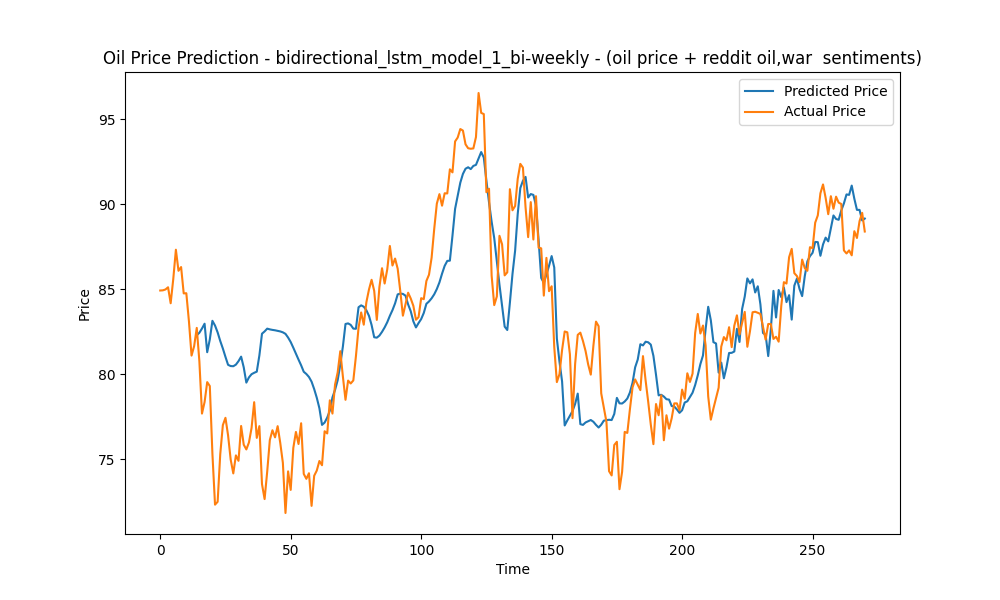 Oil Price Prediction - bidirectional_lstm_model_1_bi-weekly - (oil price + reddit oil,war  sentiments)
Predicted Price
Actual Price
95
90
85
80
75
Price
0 50 100 150 200 250
Time